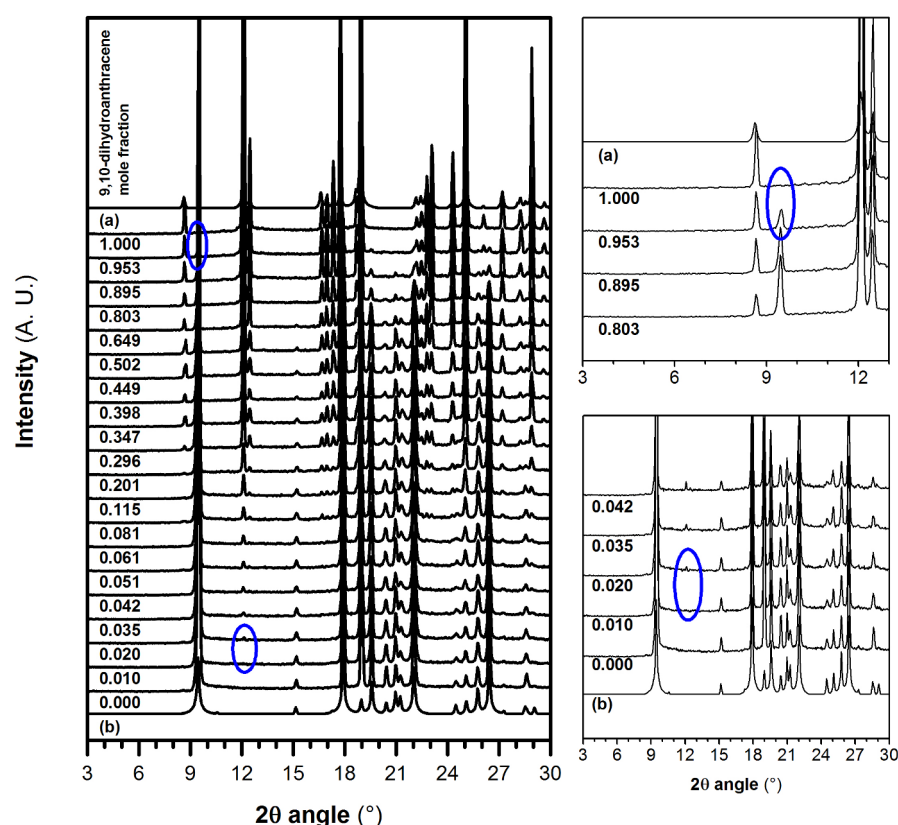 9,10-dihydroanthracene
mole fraction
Intensity (A. U.)
(a)
1.000
0.953
0.895
0.803
0.649
0.502
0.449
0.398
0.347
0.296
0.201
0.115
0.081
0.061
0.051
0.042
0.035
0.020
0.010
0.000
(b)
3 6 9 12 15 18 21 24 27 30
2θ angle (°)
(a)
1.000
0.953
0.895
0.803
3 6 9 12
0.042
0.035
0.020
0.010
0.000
(b)
3 6 9 12 15 18 21 24 27 30
2θ angle (°)